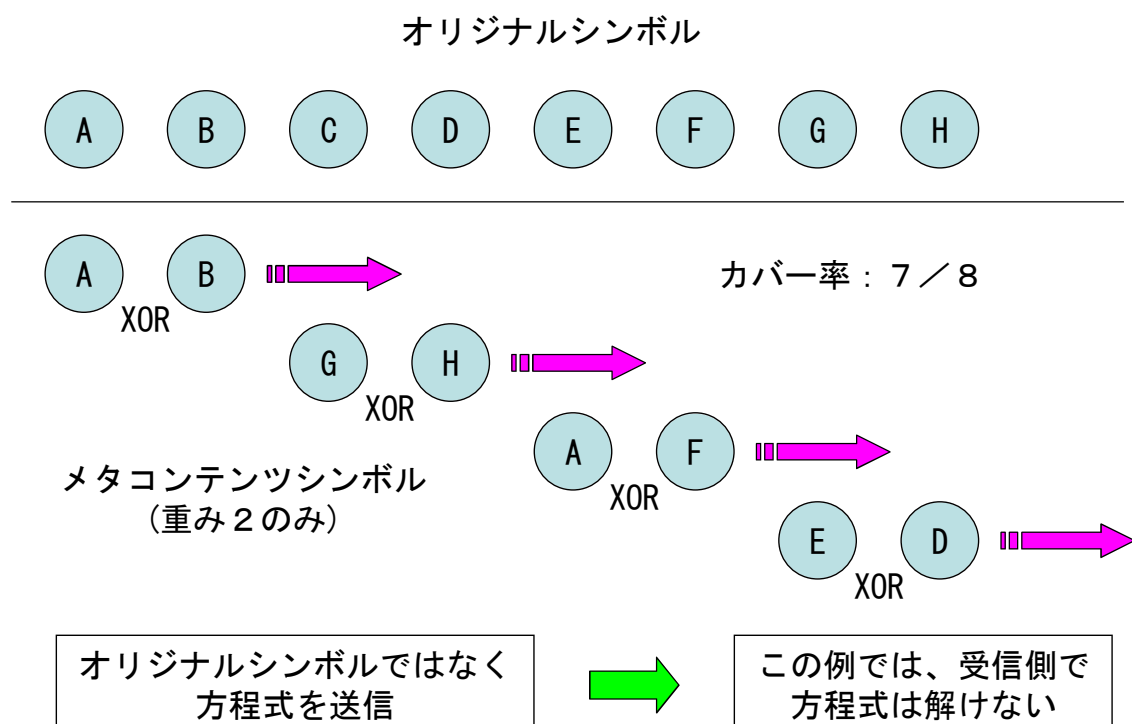 オリジナルシンボル
A B C D E F G H
A XOR B
カバー率：７／８
G XOR H
A XOR F
メタコンテンツシンボル
(重み２のみ)
E XOR D
オリジナルシンボルではなく
方程式を送信
この例では、受信側で
方程式は解けない